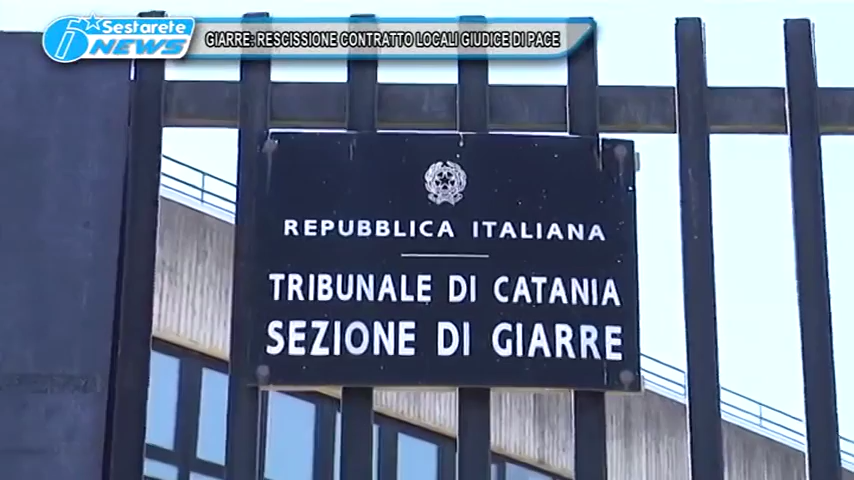 6 Sestarete
NEWS
GIARRE: RESCISSIONE CONTRATTO LOCALI GIUDICE DI PACE
REPUBBLICA ITALIANA
TRIBUNALE DI CATANIA
SEZIONE DI GIARRE